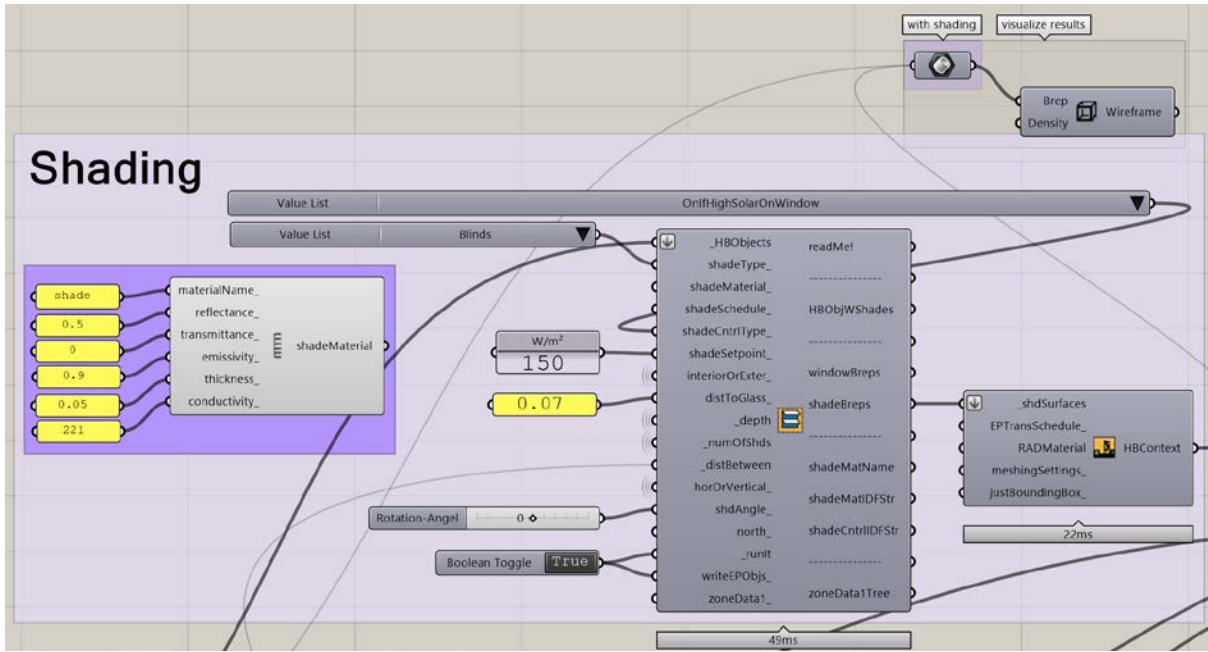 with shading
visualize results
Brep
Density
Wireframe
Shading
Value List
OnIfHighSolarOnWindow
Value List
Blinds
shade
0.5
0
0.9
0.05
221
materialName_
reflectance_
transmittance_
emissivity_
thickness_
conductivity_
shadeMaterial
W/m²
150
0.07
Rotation-Angel
0
Boolean Toggle
True
_HBObjects
shadeType_
shadeMaterial_
shadeSchedule_
shadeCntrlType_
shadeSetpoint_
interiorOrExter_
distToGlass_
_depth
_numOfShds
_distBetween
horOrVertical_
shdAngle_
north_
_runIt
writeEPObjs_
zoneData1_
readMe!
--------------
HBObjWShades
--------------
windowBreps
shadeBreps
--------------
shadeMatName
shadeMatIDFStr
shadeCntrlIDFStr
--------------
zoneData1Tree
49ms
_shdSurfaces
EPTransSchedule_
RADMaterial
meshingSettings_
justBoundingBox_
HBContext
22ms